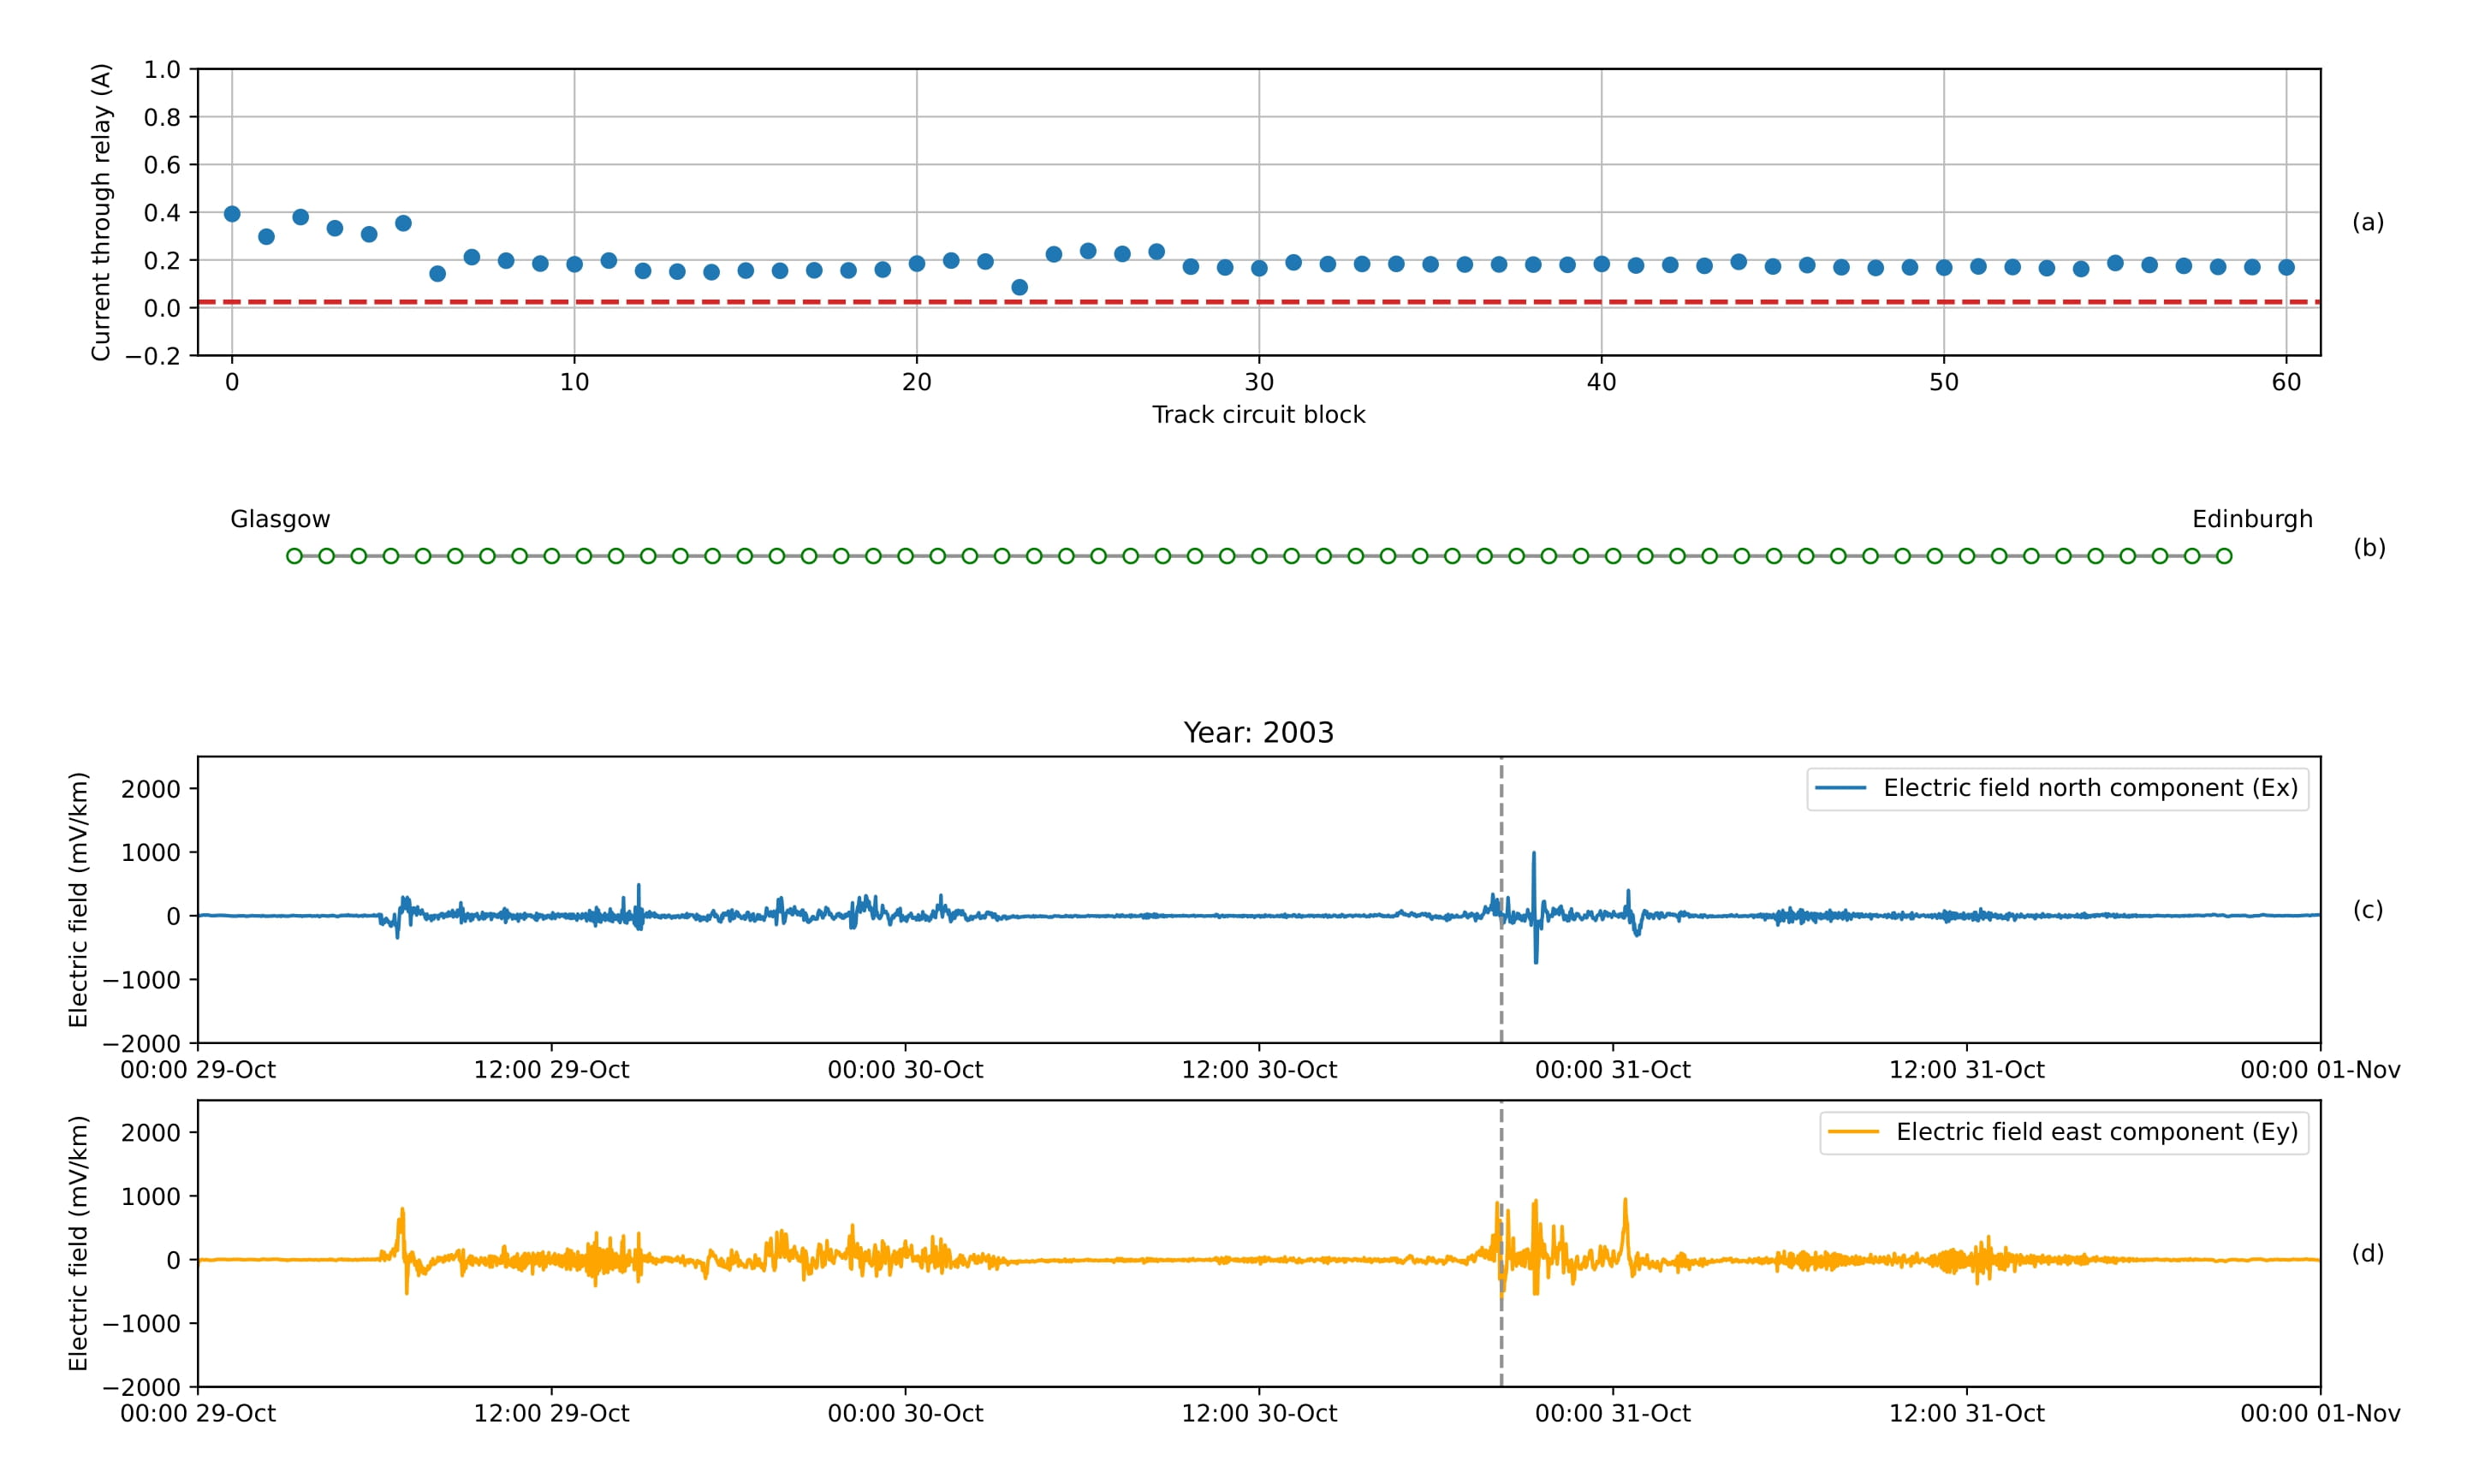 Current through relay (A)
1.0
0.8
0.6
0.4
0.2
0.0
−0.2
0 10 20 30 40 50 60
Track circuit block
(a)
Glasgow Edinburgh
(b)
Year: 2003
Electric field (mV/km)
2000
1000
0
−1000
−2000
Electric field north component (Ex)
(c)
00:00 29-Oct 12:00 29-Oct 00:00 30-Oct 12:00 30-Oct 00:00 31-Oct 12:00 31-Oct 00:00 01-Nov
Electric field (mV/km)
2000
1000
0
−1000
−2000
Electric field east component (Ey)
(d)
00:00 29-Oct 12:00 29-Oct 00:00 30-Oct 12:00 30-Oct 00:00 31-Oct 12:00 31-Oct 00:00 01-Nov